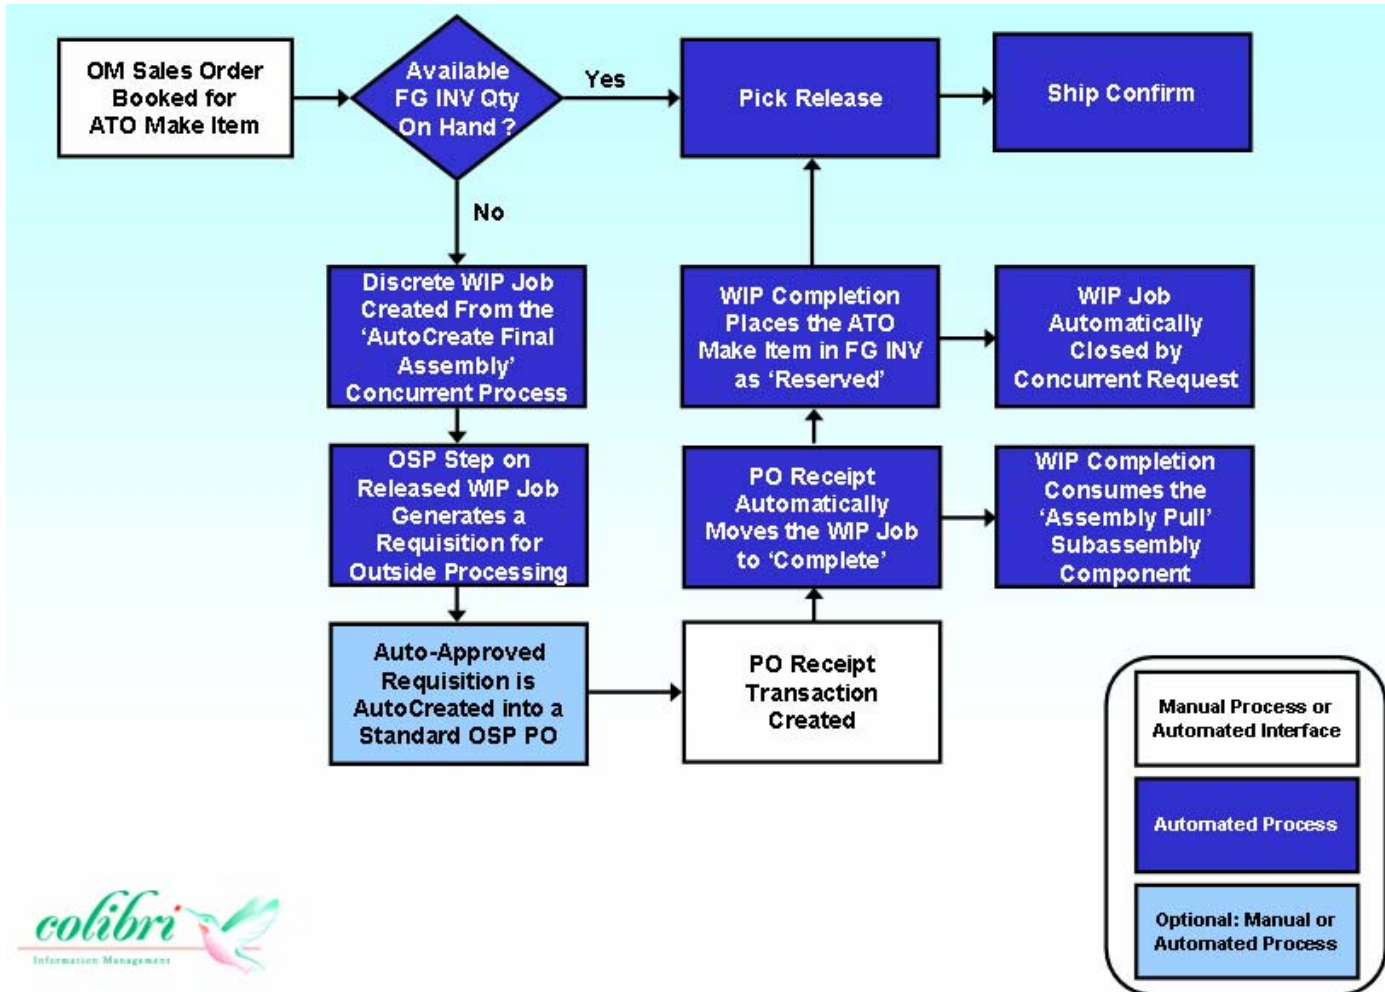 OM Sales Order
Booked for
ATO Make Item
Available
FG INV Qty
On Hand ?
Yes
Pick Release
Ship Confirm
No
Discrete WIP Job
Created From the
‘AutoCreate Final
Assembly’
Concurrent Process
WIP Completion
Places the ATO
Make Item in FG INV
as ‘Reserved’
WIP Job
Automatically
Closed by
Concurrent Request
OSP Step on
Released WIP Job
Generates a
Requisition for
Outside Processing
PO Receipt
Automatically
Moves the WIP Job
to ‘Complete’
WIP Completion
Consumes the
‘Assembly Pull’
Subassembly
Component
Auto-Approved
Requisition is
AutoCreated into a
Standard OSP PO
PO Receipt
Transaction
Created
Manual Process or
Automated Interface
Automated Process
Optional: Manual or
Automated Process
colibri
Information Management